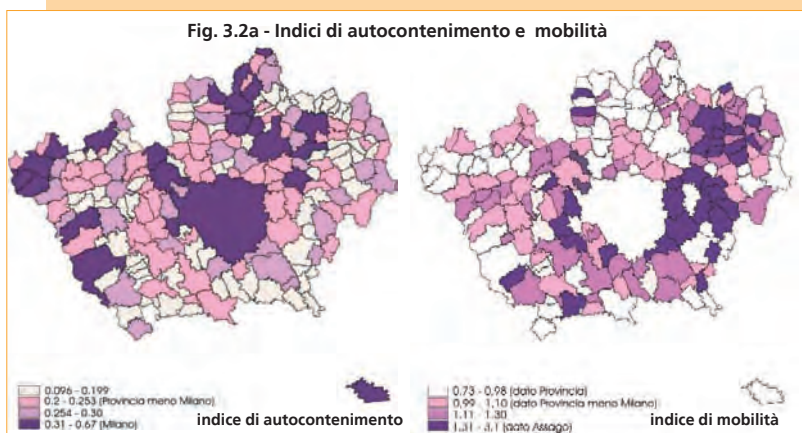 Fig. 3.2a - Indici di autocontenimento e mobilità
0.096 - 0.199
0.2 - 0.253 (Provincia meno Milano)
0.254 - 0.30
0.31 - 0.67 (Milano)
indice di autocontenimento
0.73 - 0.98 (dato Provincia)
0.99 - 1.10 (dato Provincia meno Milano)
1.11 - 1.30
1.31 - 3.1 (dato Assago)
indice di mobilità